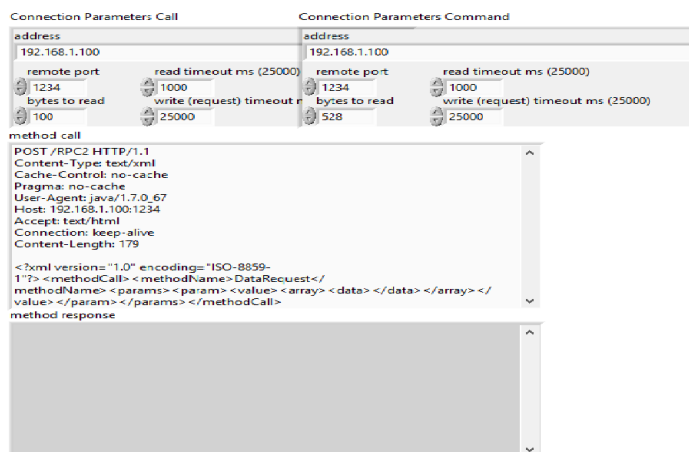 Connection Parameters Call Connection Parameters Command
address address
192.168.1.100 192.168.1.100
remote port read timeout ms (25000) remote port read timeout ms (25000)
1234 1000 1234 1000
bytes to read write (request) timeout bytes to read write (request) timeout ms (25000)
100 25000 528 25000
method call
POST /RPC2 HTTP/1.1
Content-Type: text/xml
Cache-Control: no-cache
Pragma: no-cache
User-Agent: java/1.7.0_67
Host: 192.168.1.100:1234
Accept: text/html
Connection: keep-alive
Content-Length: 179
<?xml version="1.0" encoding="ISO-8859-
1"?> <methodCall> <methodName>DataRequest</
methodName> <params> <param> <value> <array> <data> </data> </array> </
value> </param> </params> </methodCall>
method response